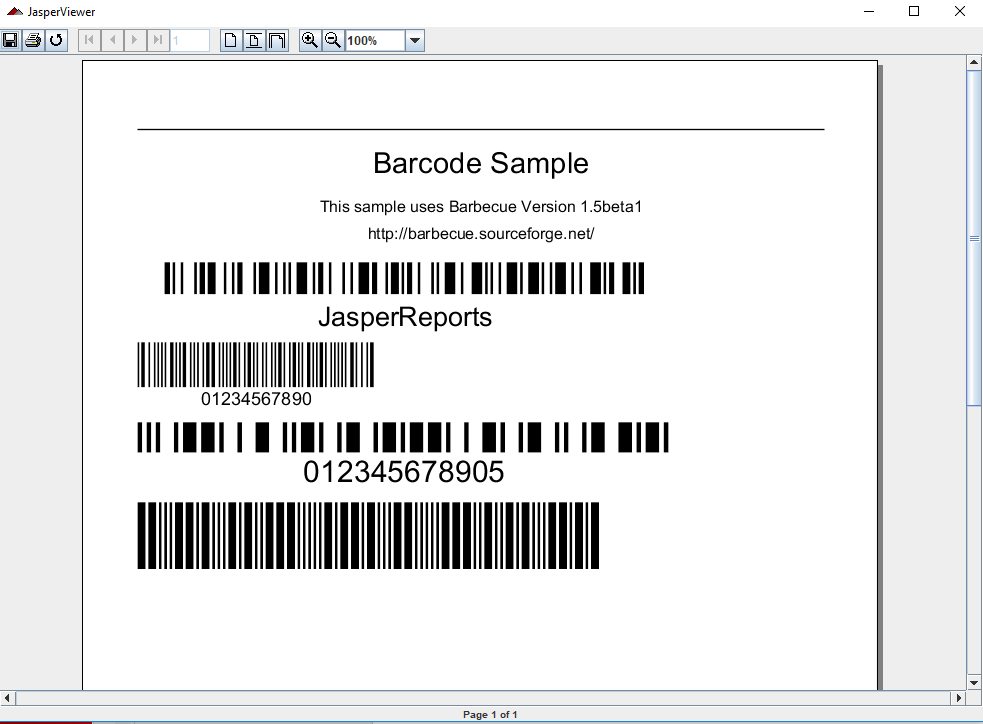 JasperViewer
1
100%
Barcode Sample
This sample uses Barbecue Version 1.5beta1
http://barbecue.sourceforge.net/
JasperReports
01234567890
012345678905
Page 1 of 1